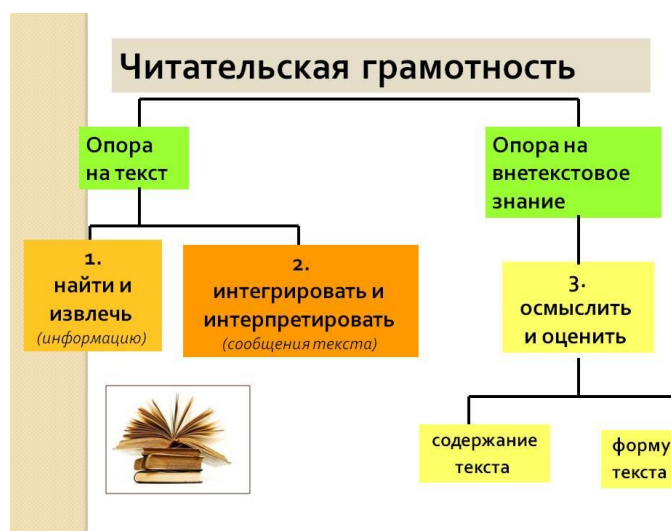 Читательская грамотность
Опора
на текст
Опора на
внетекстовое
знание
1.
найти и
извлечь
(информацию)
2.
интегрировать и
интерпретировать
(сообщения текста)
3.
осмыслить
и оценить
содержание
текста
форму
текста